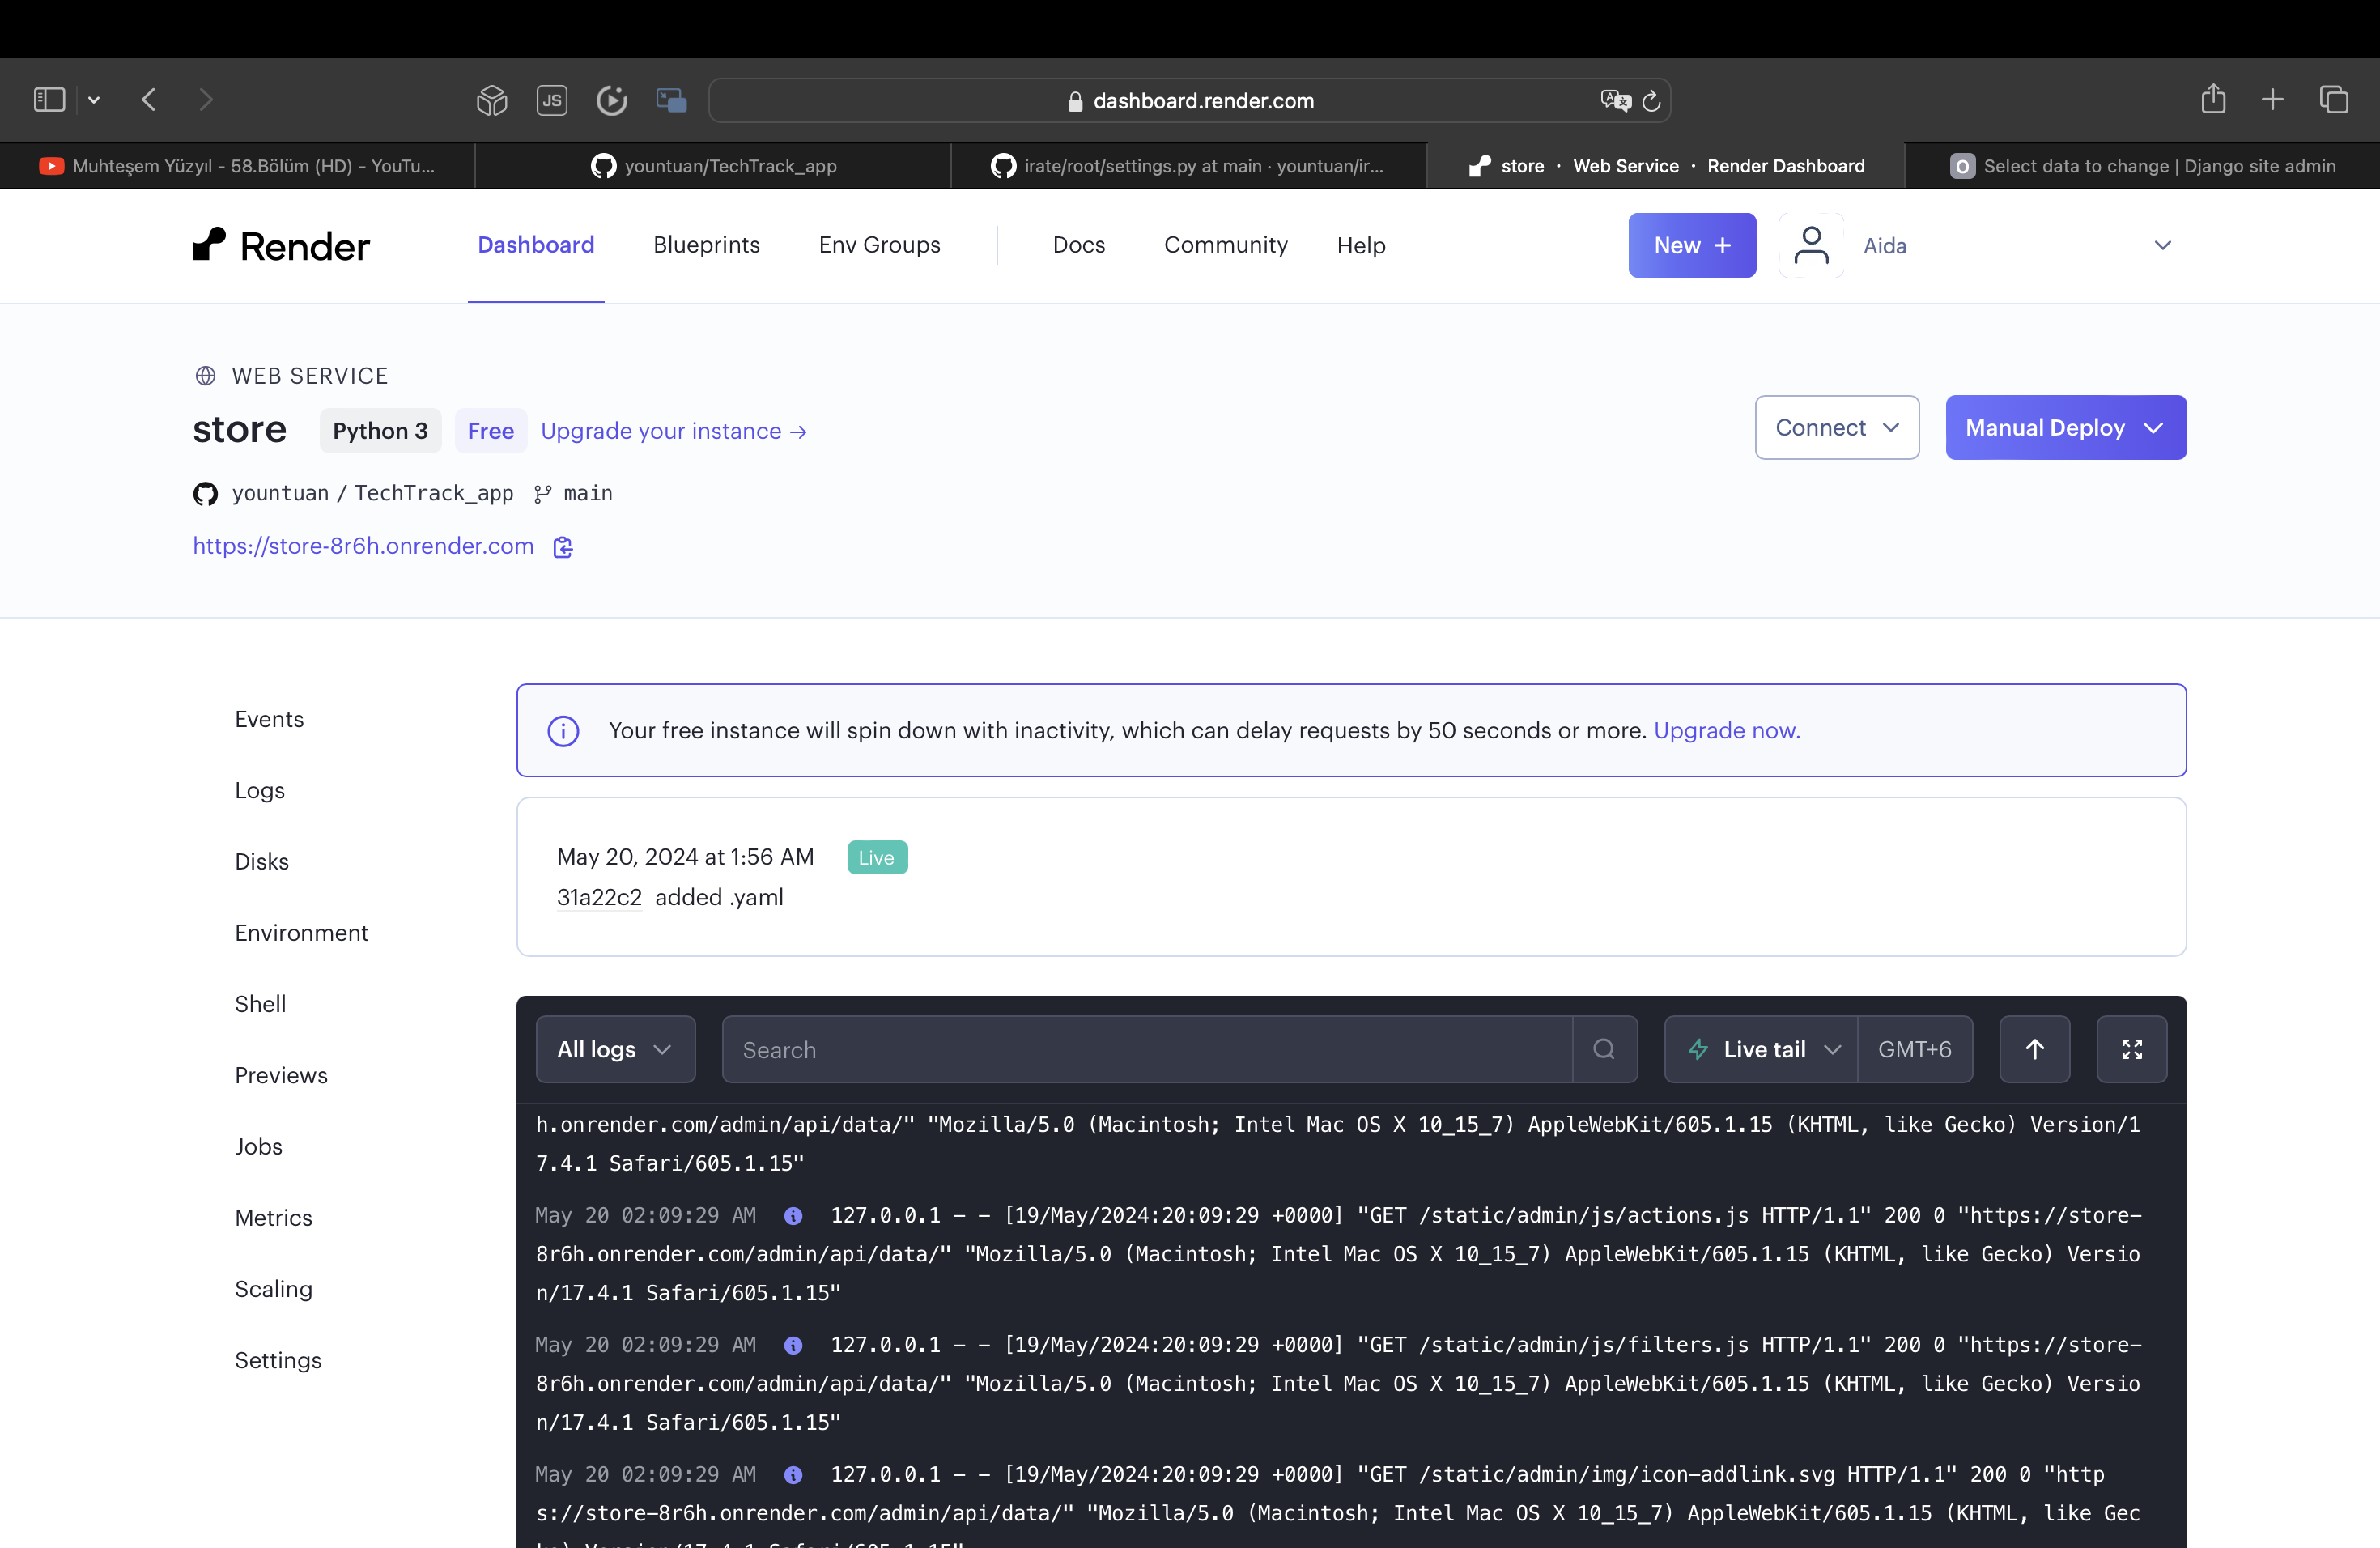 JS
dashboard.render.com
Muhteşem Yüzyıl - 58.Bölüm (HD) - YouTu...
yountuan/TechTrack_app
irate/root/settings.py at main · yountuan/ir...
store · Web Service · Render Dashboard
O Select data to change | Django site admin
Render
Dashboard
Blueprints
Env Groups
Docs
Community
Help
New +
Aida
WEB SERVICE
store Python 3 Free Upgrade your instance →
Connect
Manual Deploy
yountuan / TechTrack_app main
https://store-8r6h.onrender.com
Events
Logs
Disks
Environment
Shell
Previews
Jobs
Metrics
Scaling
Settings
Your free instance will spin down with inactivity, which can delay requests by 50 seconds or more. Upgrade now.
May 20, 2024 at 1:56 AM Live
31a22c2 added .yaml
All logs
Search
Live tail
GMT+6
h.onrender.com/admin/api/data/" "Mozilla/5.0 (Macintosh; Intel Mac OS X 10_15_7) AppleWebKit/605.1.15 (KHTML, like Gecko) Version/1
7.4.1 Safari/605.1.15"
May 20 02:09:29 AM 127.0.0.1 - - [19/May/2024:20:09:29 +0000] "GET /static/admin/js/actions.js HTTP/1.1" 200 0 "https://store-
8r6h.onrender.com/admin/api/data/" "Mozilla/5.0 (Macintosh; Intel Mac OS X 10_15_7) AppleWebKit/605.1.15 (KHTML, like Gecko) Versio
n/17.4.1 Safari/605.1.15"
May 20 02:09:29 AM 127.0.0.1 - - [19/May/2024:20:09:29 +0000] "GET /static/admin/js/filters.js HTTP/1.1" 200 0 "https://store-
8r6h.onrender.com/admin/api/data/" "Mozilla/5.0 (Macintosh; Intel Mac OS X 10_15_7) AppleWebKit/605.1.15 (KHTML, like Gecko) Versio
n/17.4.1 Safari/605.1.15"
May 20 02:09:29 AM 127.0.0.1 - - [19/May/2024:20:09:29 +0000] "GET /static/admin/img/icon-addlink.svg HTTP/1.1" 200 0 "http
s://store-8r6h.onrender.com/admin/api/data/" "Mozilla/5.0 (Macintosh; Intel Mac OS X 10_15_7) AppleWebKit/605.1.15 (KHTML, like Gec